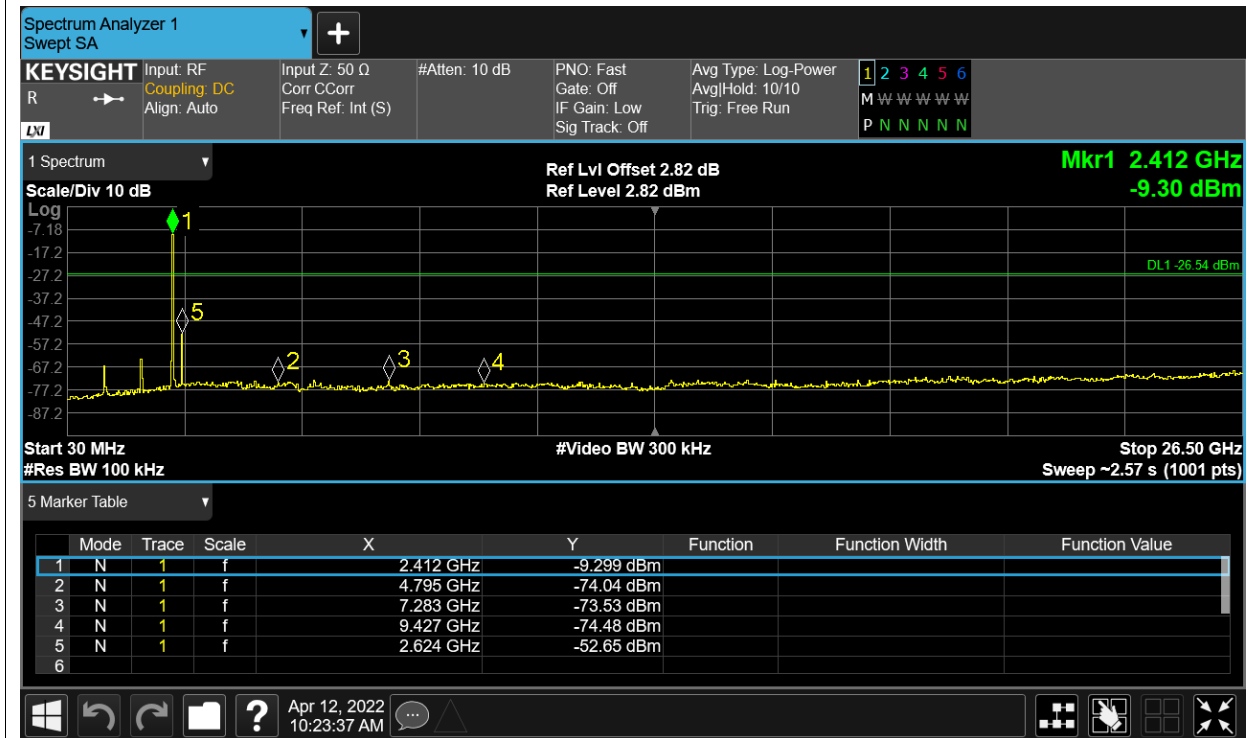 Spectrum Analyzer 1
Swept SA
+
KEYSIGHT Input: RF Input Z: 50 Ω #Atten: 10 dB PNO: Fast Avg Type: Log-Power 1 2 3 4 5 6
R Coupling: DC Corr CCorr Gate: Off Avg|Hold: 10/10 M W W W W W
Align: Auto Freq Ref: Int (S) IF Gain: Low Trig: Free Run
LXI Sig Track: Off P N N N N N
1 Spectrum Ref Lvl Offset 2.82 dB Mkr1 2.412 GHz
Scale/Div 10 dB Ref Level 2.82 dBm -9.30 dBm
Log
1
-7.18
-17.2
DL1 -26.54 dBm
-27.2
-37.2
5
-47.2
-57.2
2 3 4
-67.2
-77.2
-87.2
Start 30 MHz #Video BW 300 kHz Stop 26.50 GHz
#Res BW 100 kHz Sweep ~2.57 s (1001 pts)
5 Marker Table
Mode Trace Scale X Y Function Function Width Function Value
1 N 1 f 2.412 GHz -9.299 dBm
2 N 1 f 4.795 GHz -74.04 dBm
3 N 1 f 7.283 GHz -73.53 dBm
4 N 1 f 9.427 GHz -74.48 dBm
5 N 1 f 2.624 GHz -52.65 dBm
6
? Apr 12, 2022
10:23:37 AM